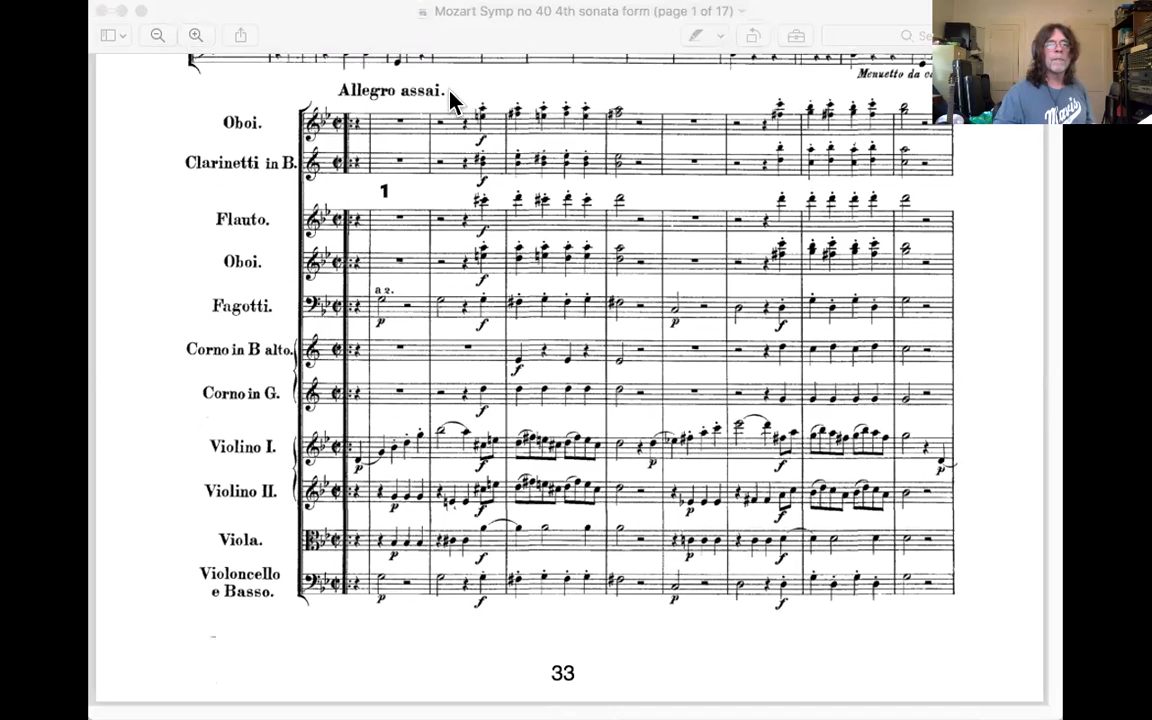 Mozart Symp no 40 4th sonata form (page 1 of 17)
Menuetto da
Allegro assai.
Oboi.
Clarinetti in B.
1
Flauto.
Oboi.
a 2.
Fagotti.
p f p f
Corno in B alto.
f
Corno in G.
f
Violino I.
p f p f p
Violino II.
p f p f
Viola.
p f p f
Violoncello
e Basso.
p f p f
33
Mavis